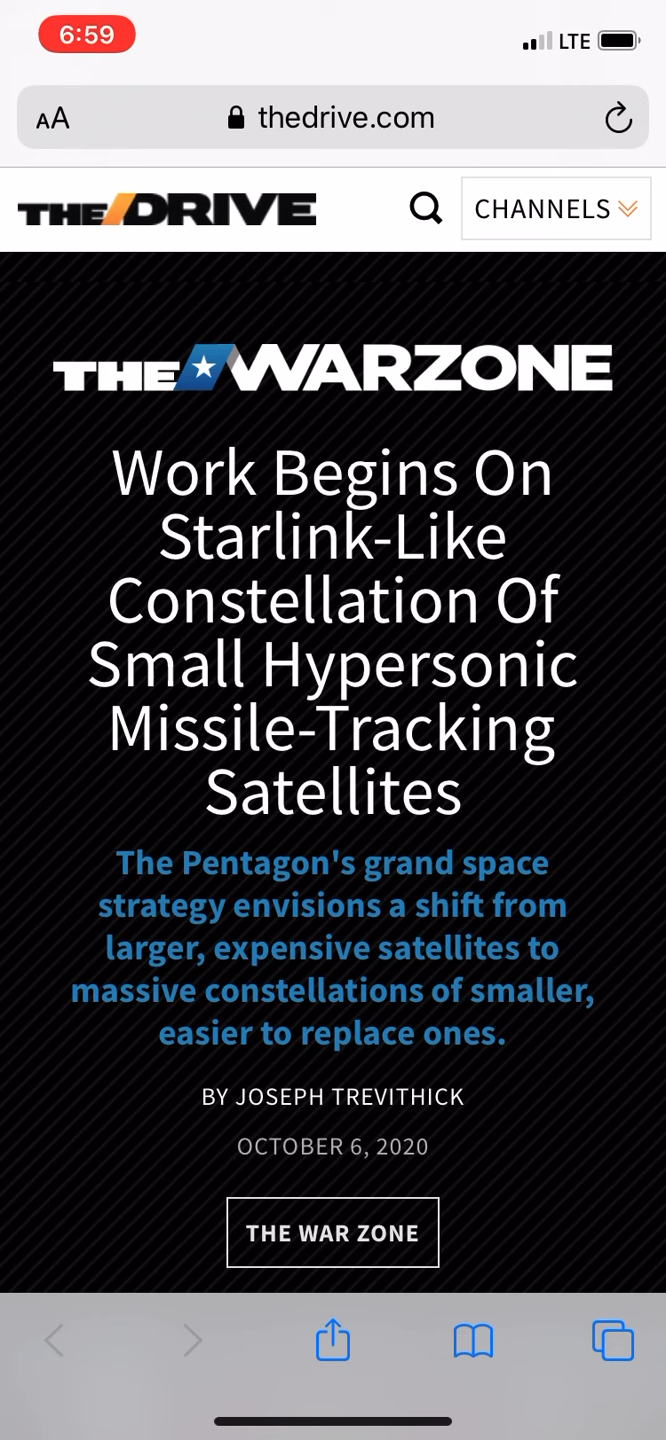 6:59
LTE
AA
thedrive.com
THE DRIVE
CHANNELS
THE WARZONE
Work Begins On
Starlink-Like
Constellation Of
Small Hypersonic
Missile-Tracking
Satellites
The Pentagon's grand space
strategy envisions a shift from
larger, expensive satellites to
massive constellations of smaller,
easier to replace ones.
BY JOSEPH TREVITHICK
OCTOBER 6, 2020
THE WAR ZONE